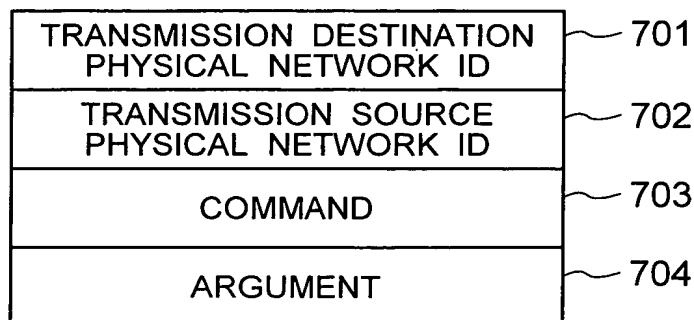 TRANSMISSION DESTINATION 701
PHYSICAL NETWORK ID
TRANSMISSION SOURCE 702
PHYSICAL NETWORK ID
COMMAND 703
ARGUMENT 704